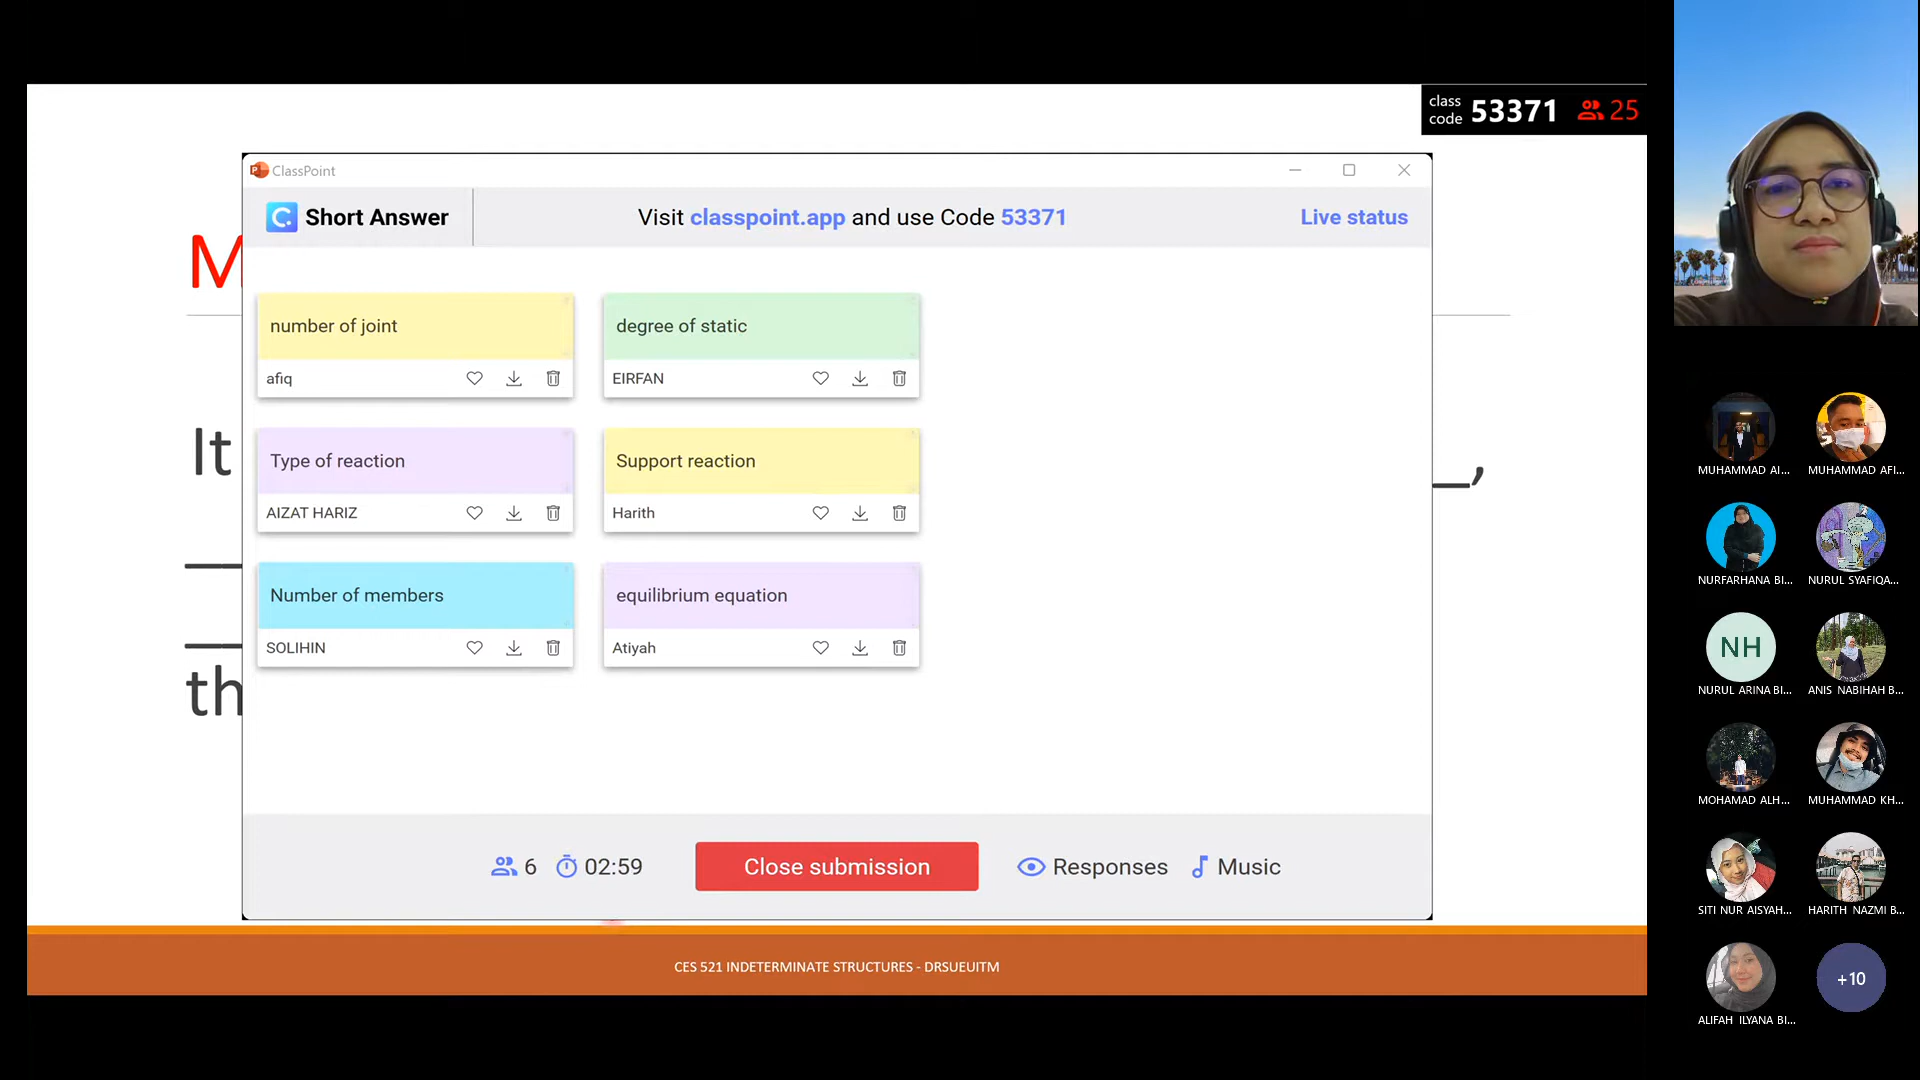 class
code 53371 25
ClassPoint
Short Answer
Visit classpoint.app and use Code 53371
Live status
M
number of joint
afiq
degree of static
EIRFAN
It
,
Type of reaction
AIZAT HARIZ
Support reaction
Harith
Number of members
SOLIHIN
equilibrium equation
Atiyah
th
6 02:59
Close submission
Responses
Music
CES 521 INDETERMINATE STRUCTURES - DRSUEUITM
MUHAMMAD AI...
MUHAMMAD AFI...
NURFARHANA BI...
NURUL SYAFIQA...
NH
NURUL ARINA BI...
ANIS NABIHAH B...
MOHAMAD ALH...
MUHAMMAD KH...
SITI NUR AISYAH...
HARITH NAZMI B...
ALIFAH ILYANA BI...
+10